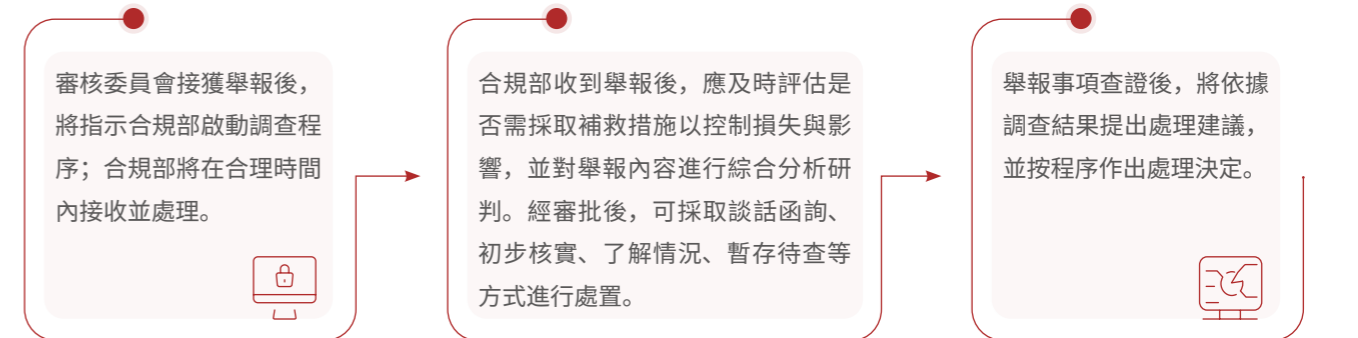 審核委員會接獲舉報後，
將指示合規部啟動調查程
序；合規部將在合理時間
內接收並處理。
合規部收到舉報後，應及時評估是
否需採取補救措施以控制損失與影
響，並對舉報內容進行綜合分析研
判。經審批後，可採取談話函詢、
初步核實、了解情況、暫存待查等
方式進行處置。
舉報事項查證後，將依據
調查結果提出處理建議，
並按程序作出處理決定。